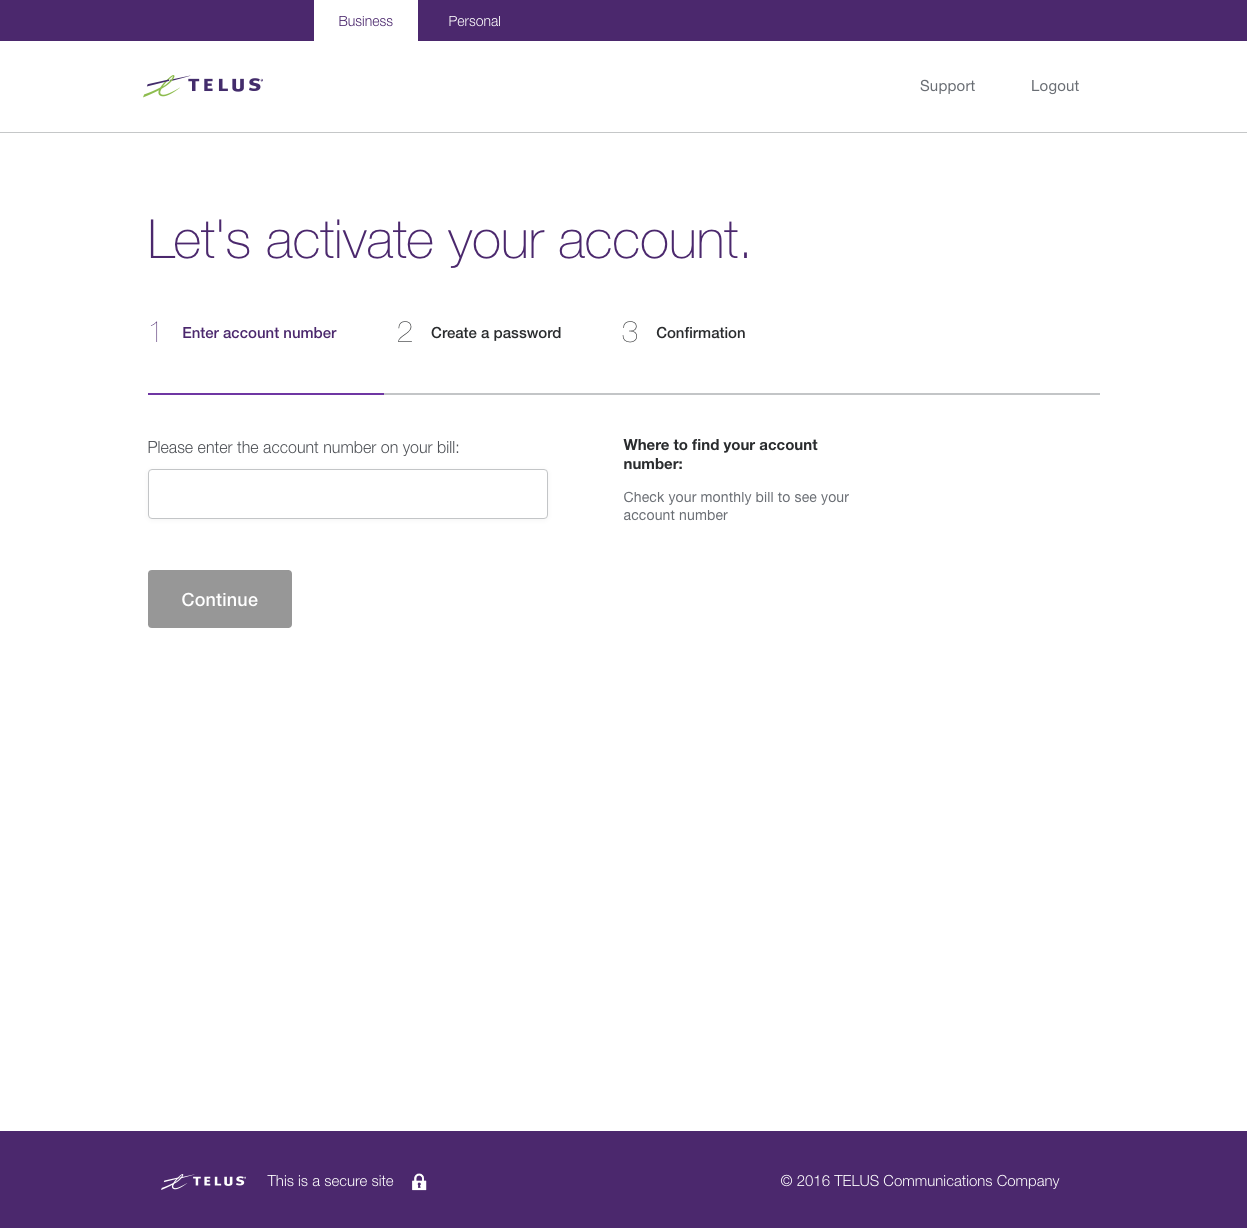 Business Personal
TELUS Support Logout
Let's activate your account.
1 Enter account number 2 Create a password 3 Confirmation
Please enter the account number on your bill:
Where to find your account
number:
Check your monthly bill to see your
account number
Continue
TELUS This is a secure site © 2016 TELUS Communications Company